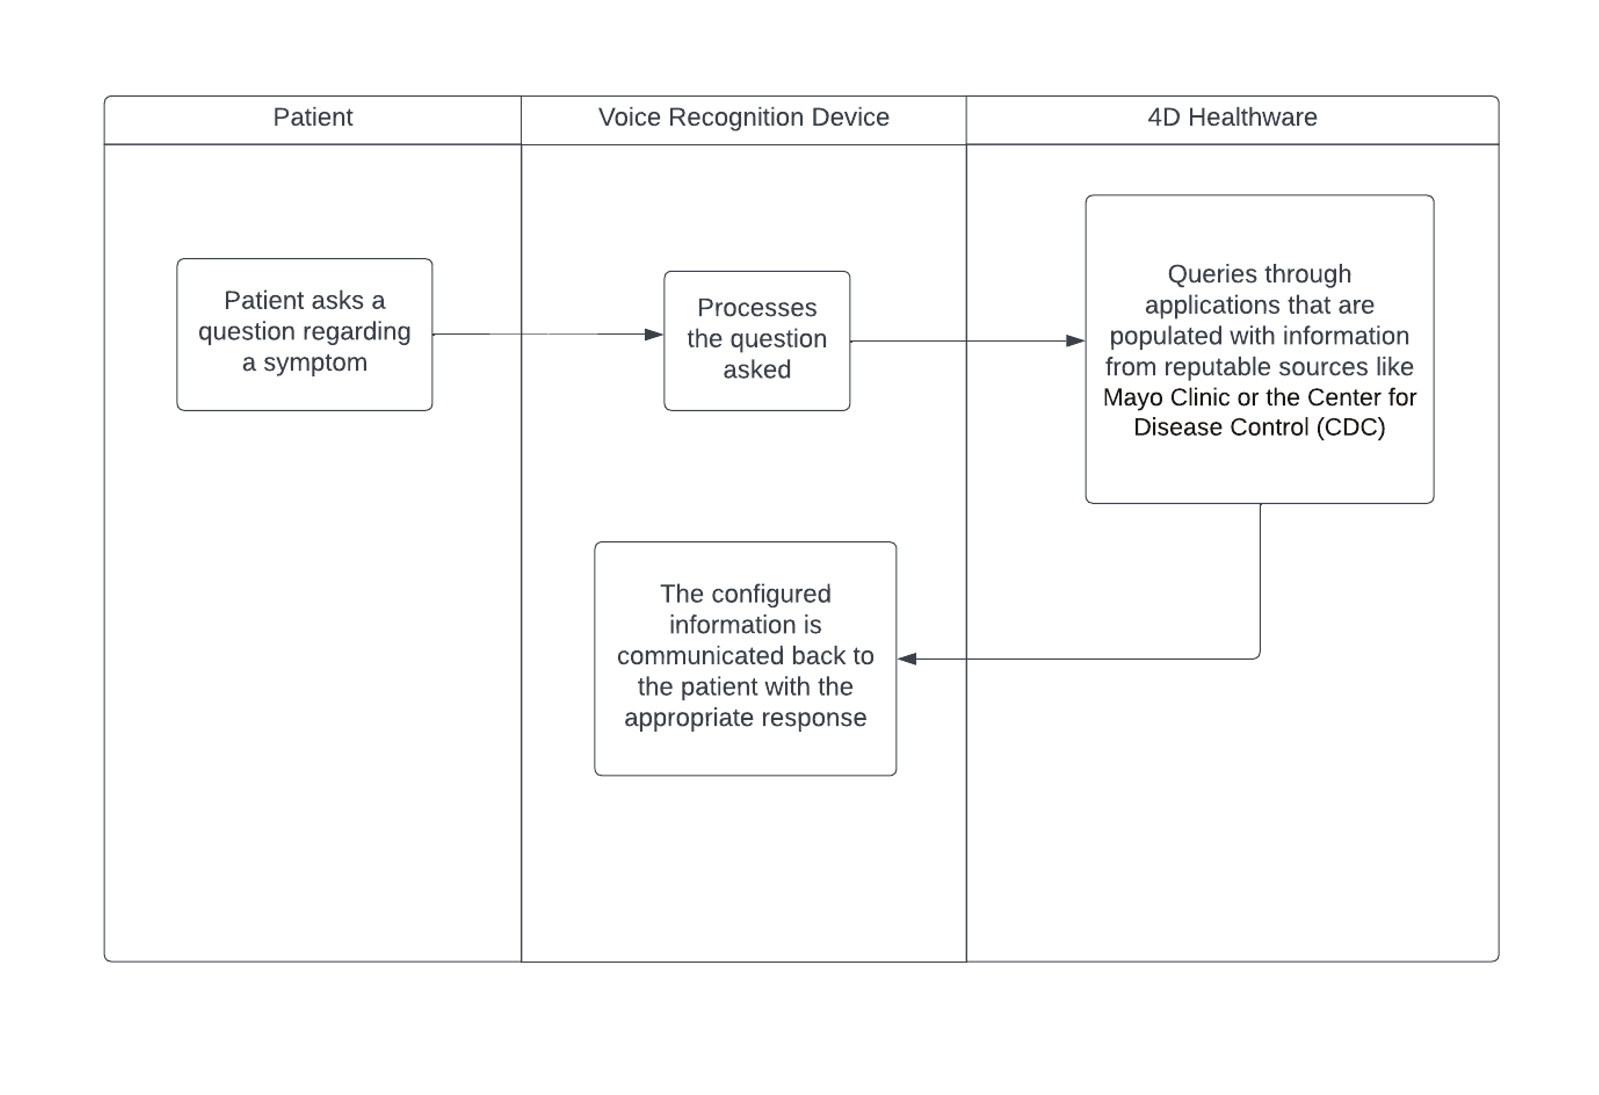 Patient
Voice Recognition Device
4D Healthware
Patient asks a
question regarding
a symptom
Processes
the question
asked
Queries through
applications that are
populated with information
from reputable sources like
Mayo Clinic or the Center for
Disease Control (CDC)
The configured
information is
communicated back to
the patient with the
appropriate response